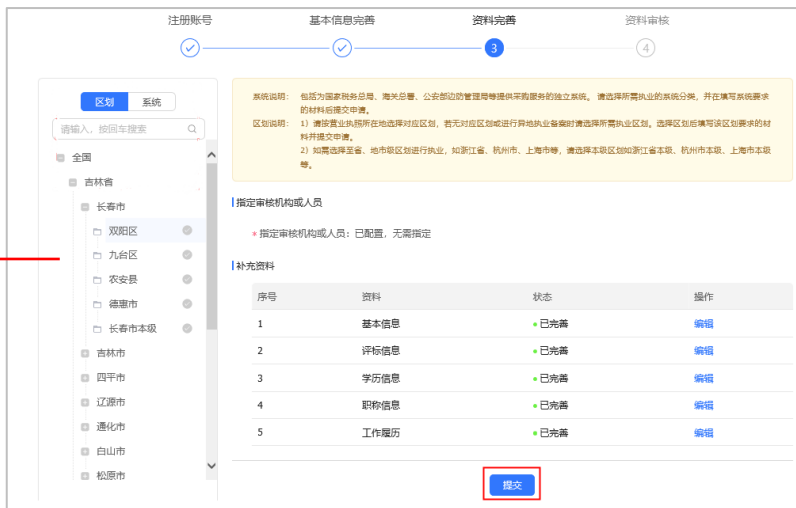 注册账号 基本信息完善 资料完善 资料审核
3 4
区划 系统
请输入，按回车搜索
全国
吉林省
长春市
双阳区
九台区
农安县
德惠市
长春市本级
吉林市
四平市
辽源市
通化市
白山市
松原市
系统说明： 包括为国家税务总局、海关总署、公安部边防管理局等提供采购服务的独立系统。 请选择所需执业的系统分类，并在填写系统要求
的材料后提交申请。
区划说明： 1）请按营业执照所在地选择对应区划，若无对应区划或进行异地执业备案时请选择所需执业区划。选择区划后填写该区划要求的材
料并提交申请。
2）如需选择至省、地市级区划进行执业，如浙江省、杭州市、上海市等，请选择本级区划如浙江省本级、杭州市本级、上海市本级
等。
指定审核机构或人员
* 指定审核机构或人员：已配置，无需指定
补充资料
序号 资料 状态 操作
1 基本信息 已完善 编辑
2 评标信息 已完善 编辑
3 学历信息 已完善 编辑
4 职称信息 已完善 编辑
5 工作履历 已完善 编辑
提交